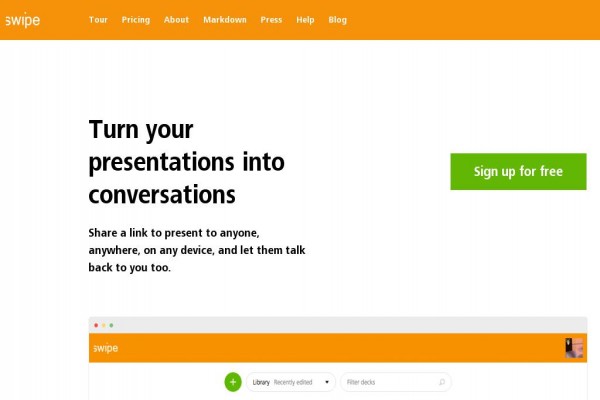 swipe Tour Pricing About Markdown Press Help Blog
Turn your
presentations into
conversations
Sign up for free
Share a link to present to anyone,
anywhere, on any device, and let them talk
back to you too.
swipe
+ Library Recently edited Filter decks